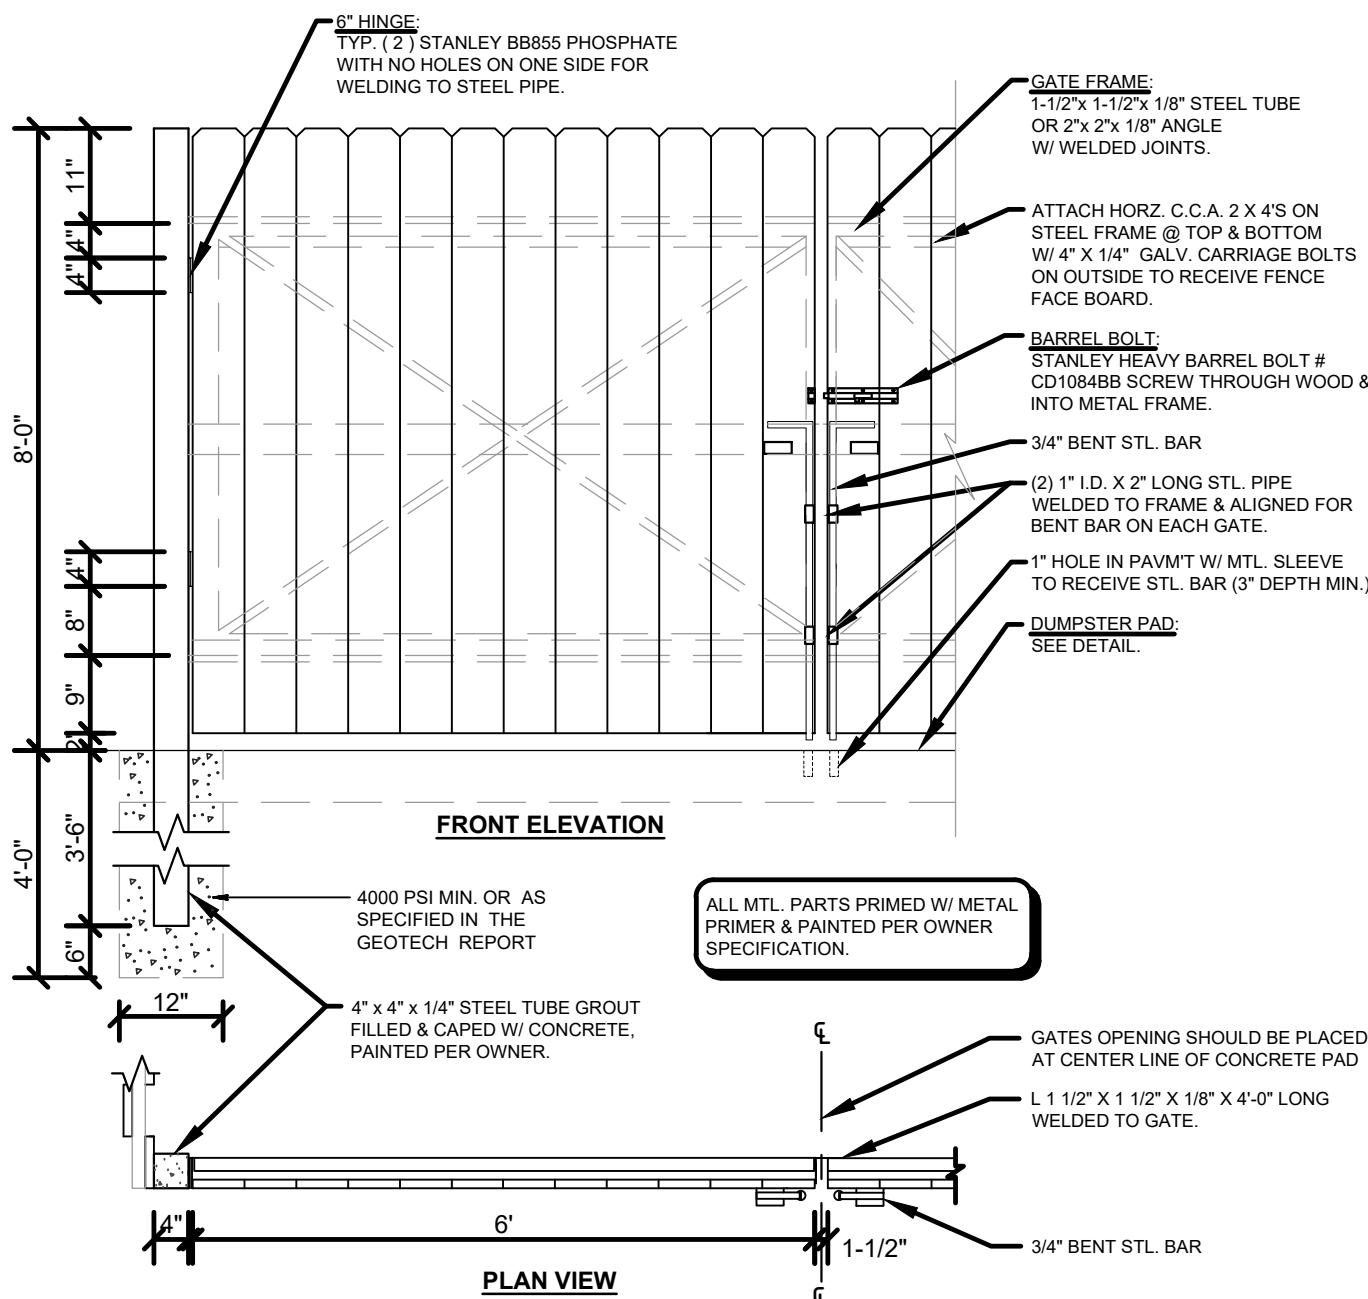 6" HINGE:
TYP. ( 2 ) STANLEY BB855 PHOSPHATE
WITH NO HOLES ON ONE SIDE FOR
WELDING TO STEEL PIPE.
GATE FRAME:
1-1/2"x 1-1/2"x 1/8" STEEL TUBE
OR 2"x 2"x 1/8" ANGLE
W/ WELDED JOINTS.
ATTACH HORZ. C.C.A. 2 X 4'S ON
STEEL FRAME @ TOP & BOTTOM
W/ 4" X 1/4" GALV. CARRIAGE BOLTS
ON OUTSIDE TO RECEIVE FENCE
FACE BOARD.
BARREL BOLT:
STANLEY HEAVY BARREL BOLT #
CD1084BB SCREW THROUGH WOOD &
INTO METAL FRAME.
3/4" BENT STL. BAR
(2) 1" I.D. X 2" LONG STL. PIPE
WELDED TO FRAME & ALIGNED FOR
BENT BAR ON EACH GATE.
1" HOLE IN PAVM'T W/ MTL. SLEEVE
TO RECEIVE STL. BAR (3" DEPTH MIN.)
DUMPSTER PAD:
SEE DETAIL.
8'-0"
11"
4"
4"
4"
8"
9"
2"
4'-0"
3'-6"
6"
12"
FRONT ELEVATION
4000 PSI MIN. OR AS
SPECIFIED IN THE
GEOTECH REPORT
ALL MTL. PARTS PRIMED W/ METAL
PRIMER & PAINTED PER OWNER
SPECIFICATION.
4" x 4" x 1/4" STEEL TUBE GROUT
FILLED & CAPED W/ CONCRETE,
PAINTED PER OWNER.
CL
GATES OPENING SHOULD BE PLACED
AT CENTER LINE OF CONCRETE PAD
L 1 1/2" X 1 1/2" X 1/8" X 4'-0" LONG
WELDED TO GATE.
4"
6'
1-1/2"
3/4" BENT STL. BAR
PLAN VIEW
CL